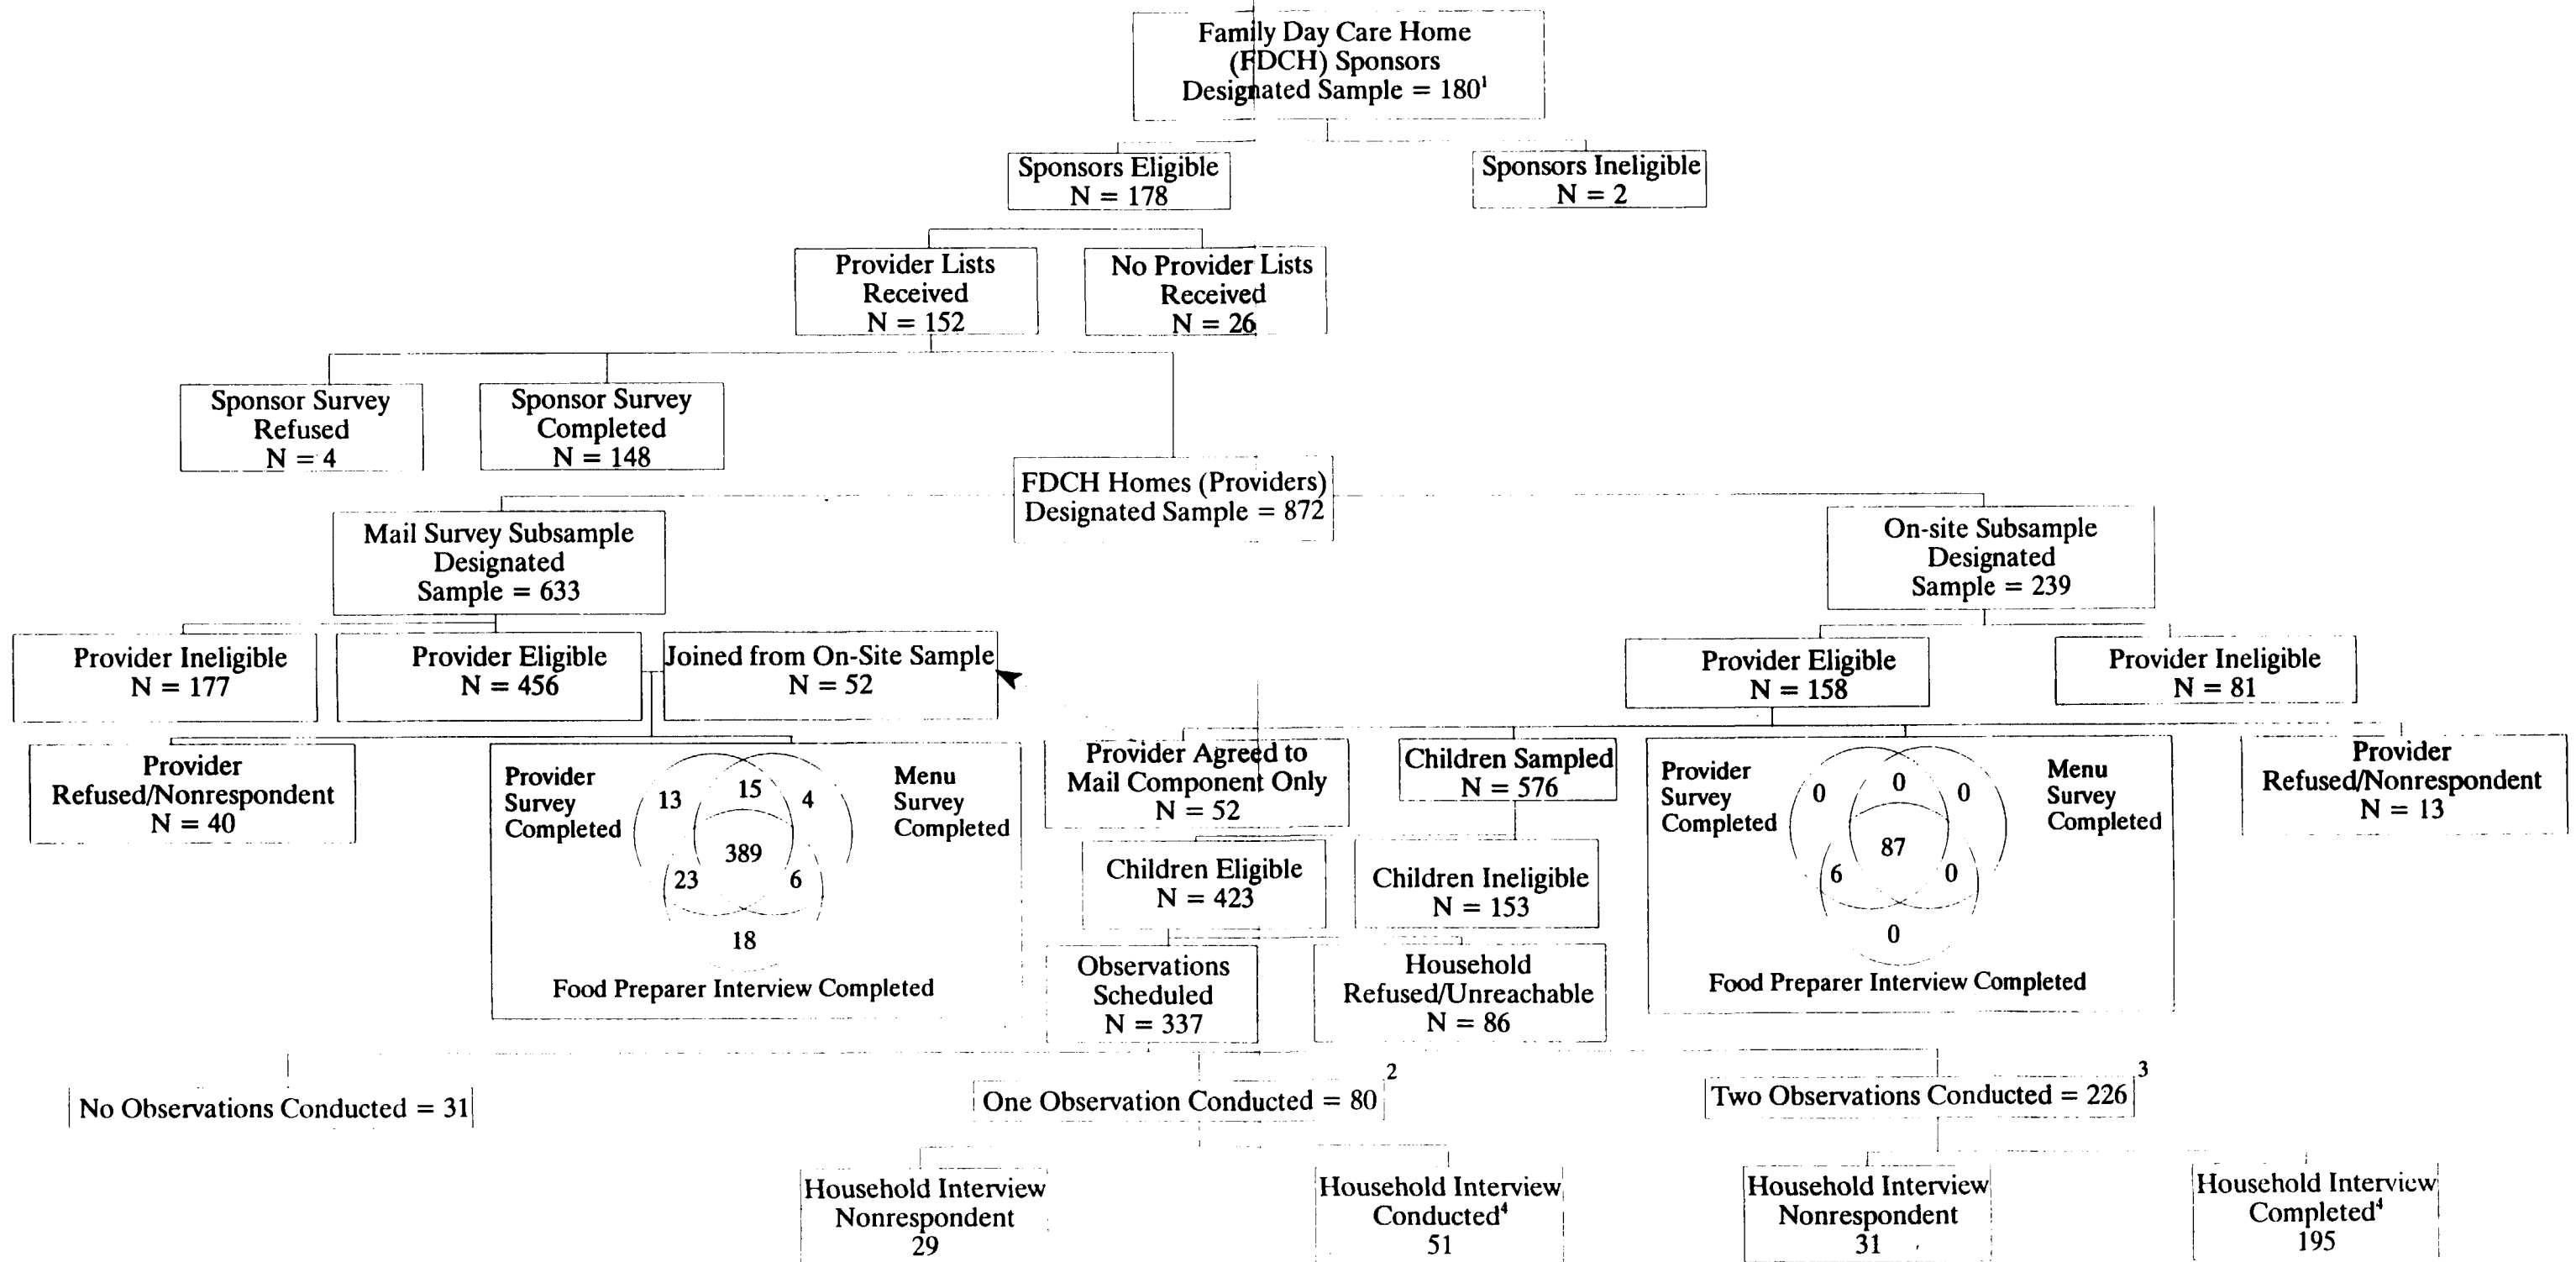 Family Day Care Home
(FDCH) Sponsors
Designated Sample = 180¹
Sponsors Eligible
N = 178
Sponsors Ineligible
N = 2
Provider Lists
Received
N = 152
No Provider Lists
Received
N = 26
Sponsor Survey
Refused
N = 4
Sponsor Survey
Completed
N = 148
FDCH Homes (Providers)
Designated Sample = 872
Mail Survey Subsample
Designated
Sample = 633
On-site Subsample
Designated
Sample = 239
Provider Ineligible
N = 177
Provider Eligible
N = 456
Joined from On-Site Sample
N = 52
Provider Eligible
N = 158
Provider Ineligible
N = 81
Provider
Refused/Nonrespondent
N = 40
Provider
Survey
Completed
13
15
4
389
23
6
18
Menu
Survey
Completed
Food Preparer Interview Completed
Provider Agreed to
Mail Component Only
N = 52
Children Sampled
N = 576
Children Eligible
N = 423
Children Ineligible
N = 153
Observations
Scheduled
N = 337
Household
Refused/Unreachable
N = 86
Provider
Survey
Completed
0
0
0
87
6
0
0
Menu
Survey
Completed
Food Preparer Interview Completed
Provider
Refused/Nonrespondent
N = 13
No Observations Conducted = 31
One Observation Conducted = 80²
Two Observations Conducted = 226³
Household Interview
Nonrespondent
29
Household Interview
Conducted⁴
51
Household Interview
Nonrespondent
31
Household Interview
Completed⁴
195